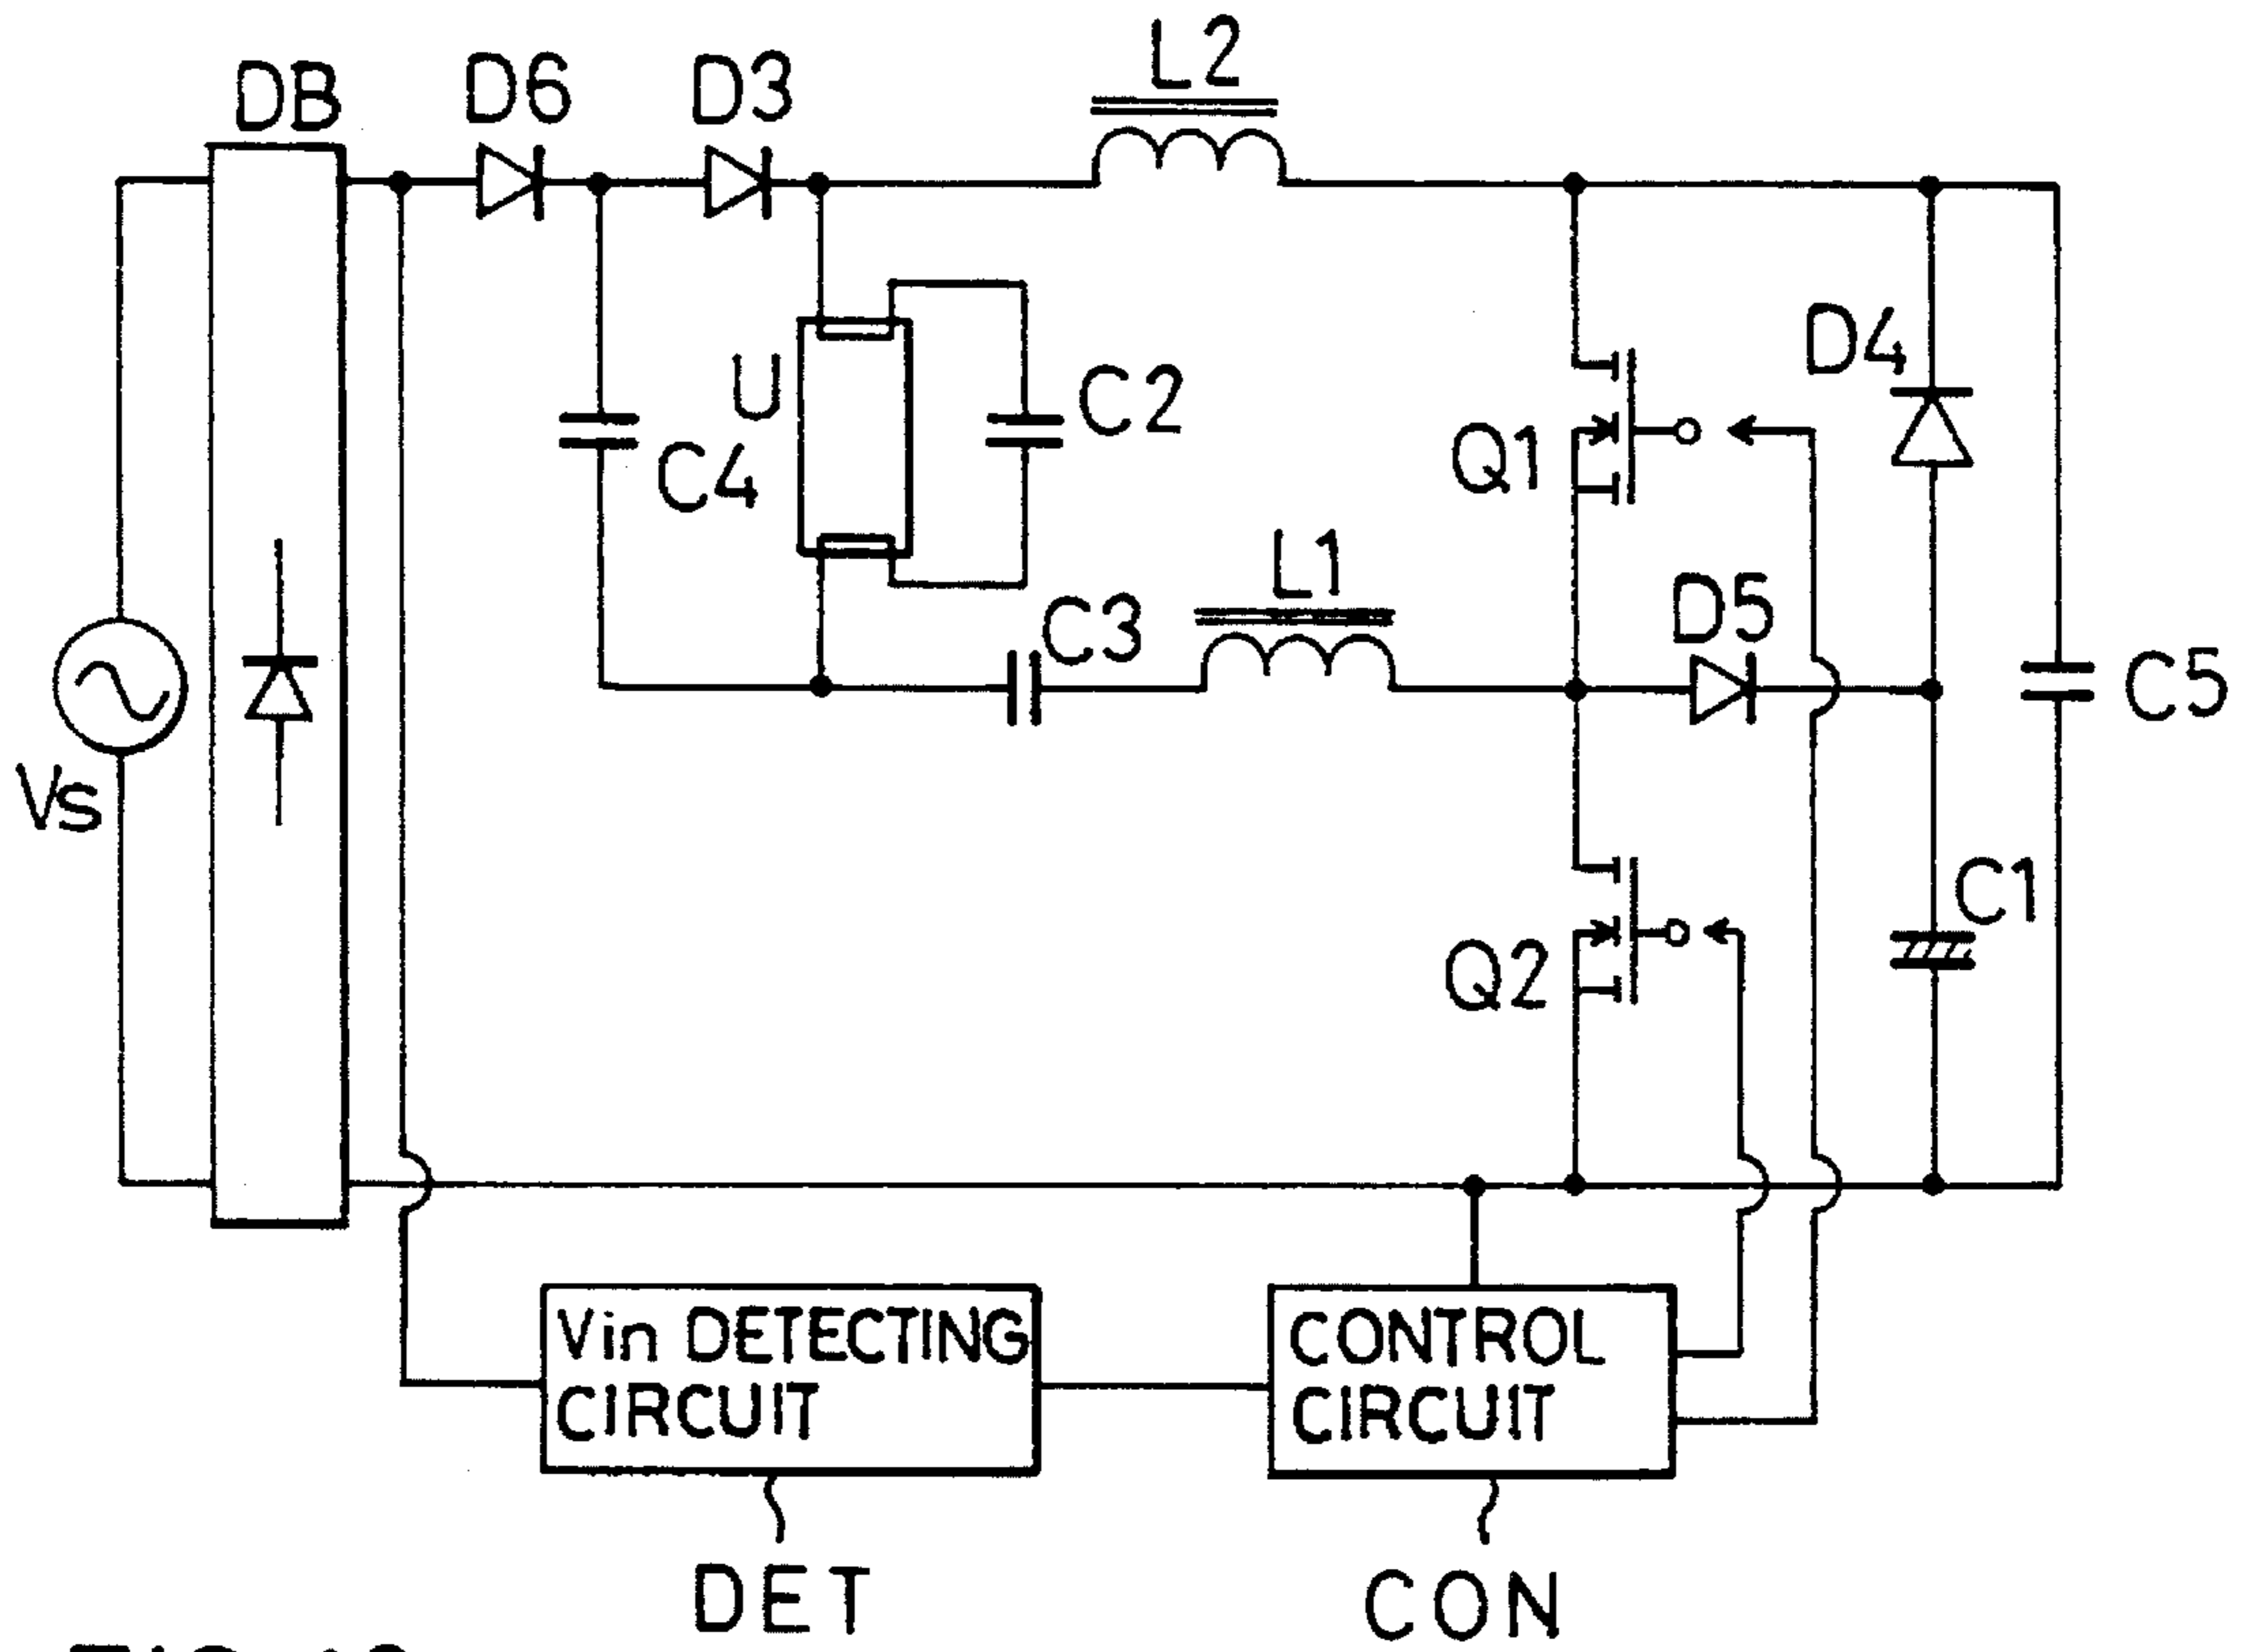 L2
DB
D6
D3
D4
U
C2
C4
Q1
L1
D5
C3
C5
Vs
C1
Q2
Vin DETECTING
CIRCUIT
CONTROL
CIRCUIT
DET
CON